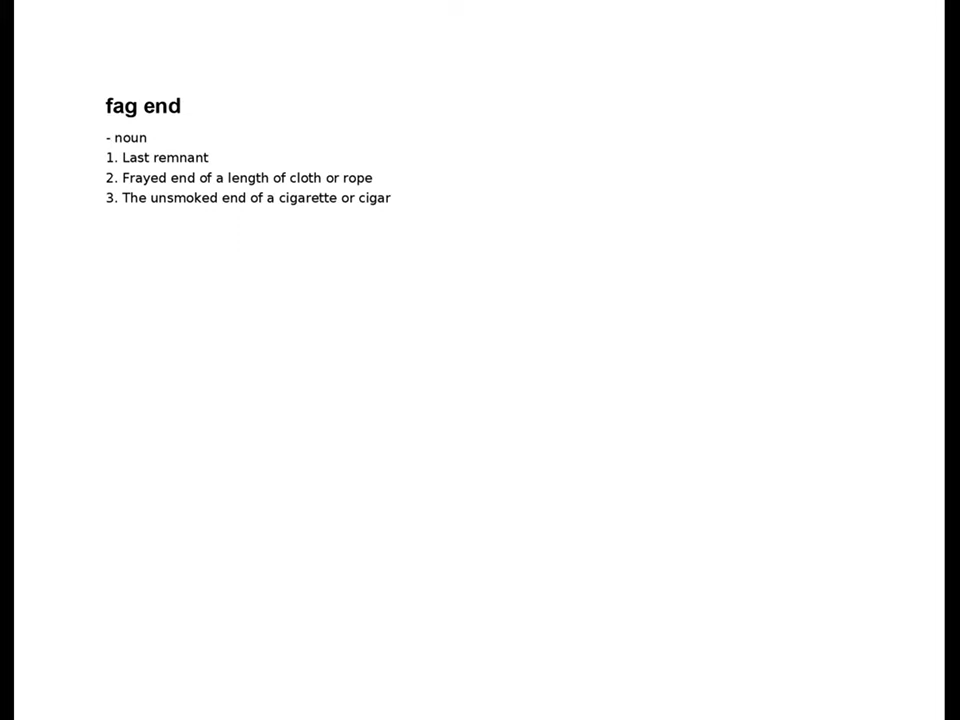 fag end
- noun
1. Last remnant
2. Frayed end of a length of cloth or rope
3. The unsmoked end of a cigarette or cigar